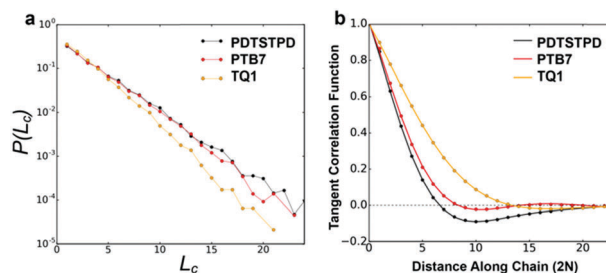 a
PDTSTPD
PTB7
TQ1
10⁰
10⁻¹
10⁻²
10⁻³
10⁻⁴
10⁻⁵
P(L_c)
0 5 10 15 20
L_c
b
PDTSTPD
PTB7
TQ1
1.0
0.8
0.6
0.4
0.2
0.0
−0.2
Tangent Correlation Function
0 5 10 15 20
Distance Along Chain (2N)